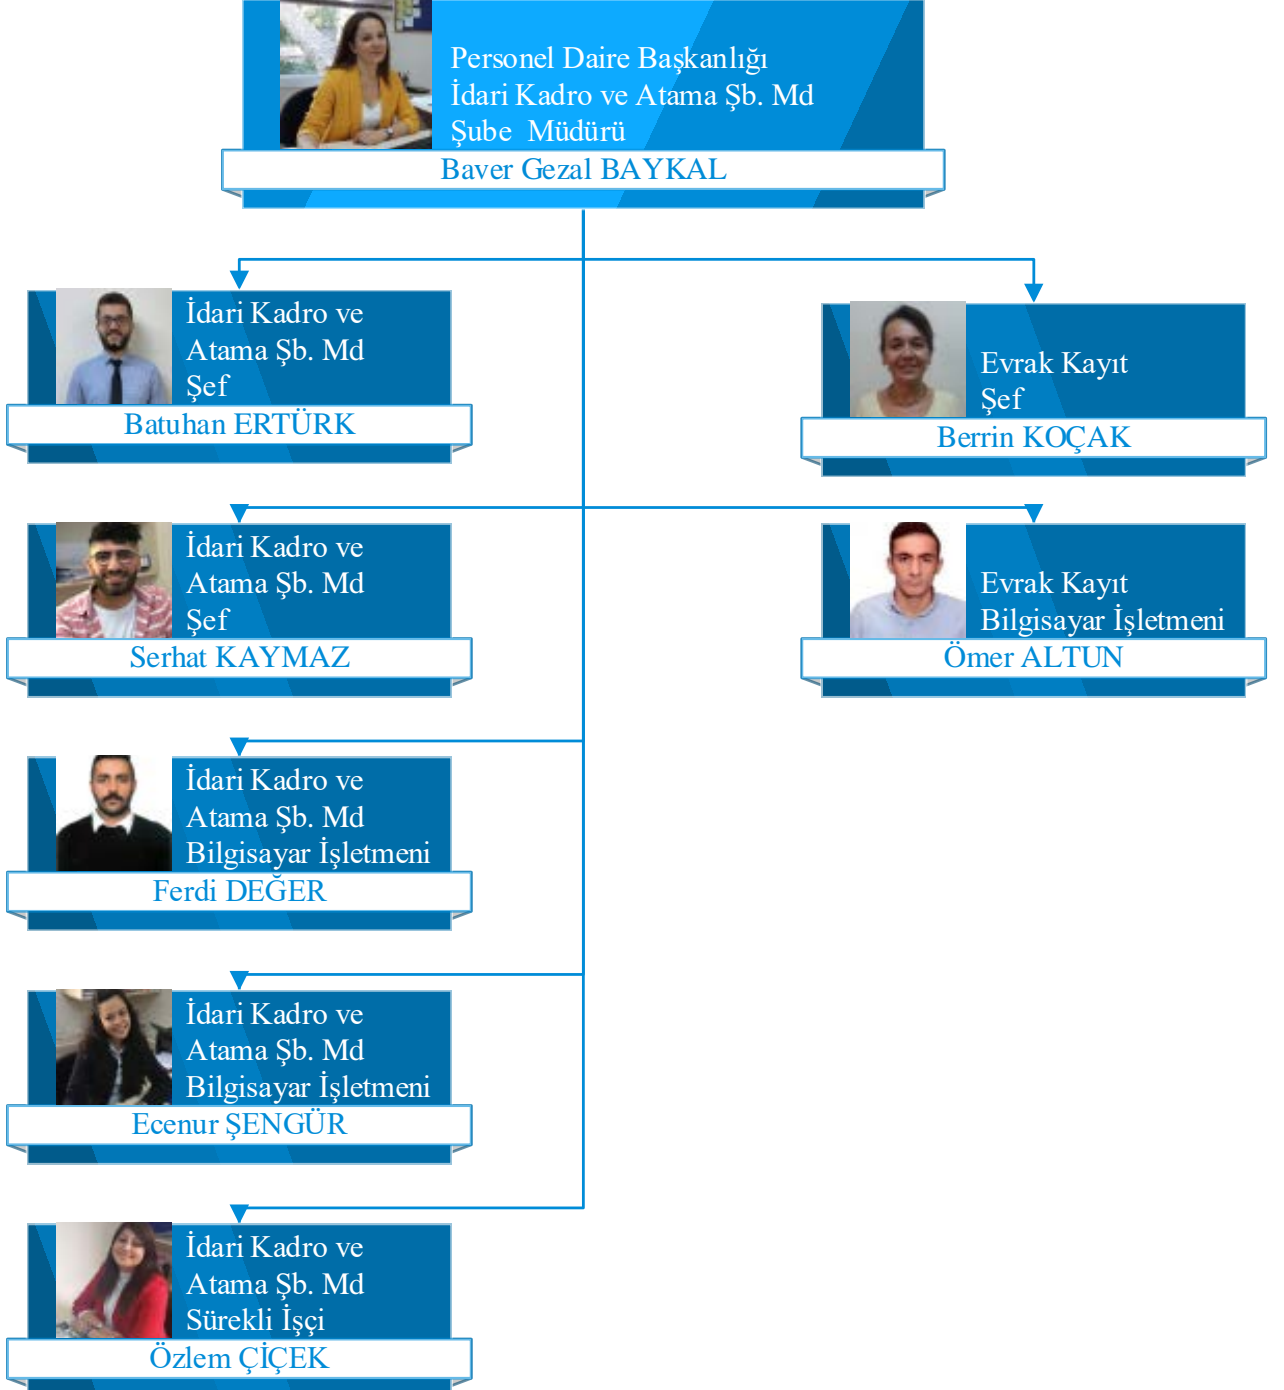 Personel Daire Başkanlığı
İdari Kadro ve Atama Şb. Md
Şube  Müdürü
Baver Gezal BAYKAL
İdari Kadro ve
Atama Şb. Md
Şef
Batuhan ERTÜRK
Evrak Kayıt
Şef
Berrin KOÇAK
İdari Kadro ve
Atama Şb. Md
Şef
Serhat KAYMAZ
Evrak Kayıt
Bilgisayar İşletmeni
Ömer ALTUN
İdari Kadro ve
Atama Şb. Md
Bilgisayar İşletmeni
Ferdi DEĞER
İdari Kadro ve
Atama Şb. Md
Bilgisayar İşletmeni
Ecenur ŞENGÜR
İdari Kadro ve
Atama Şb. Md
Sürekli İşçi
Özlem ÇİÇEK